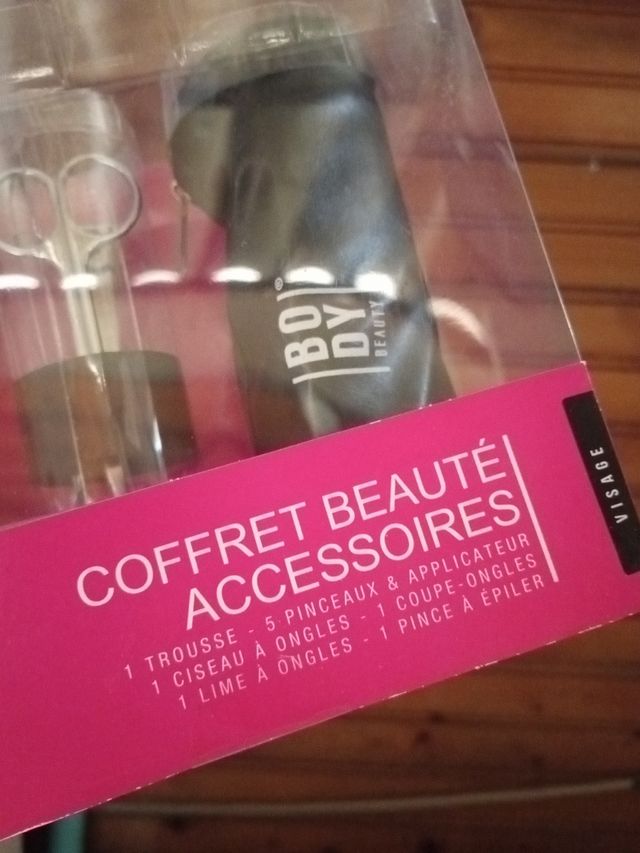 BO
DY®
BEAUTY
VISAGE
COFFRET BEAUTÉ
ACCESSOIRES
1 TROUSSE - 5 PINCEAUX & APPLICATEUR
1 CISEAU À ONGLES - 1 COUPE-ONGLES
1 LIME À ONGLES - 1 PINCE À ÉPILER